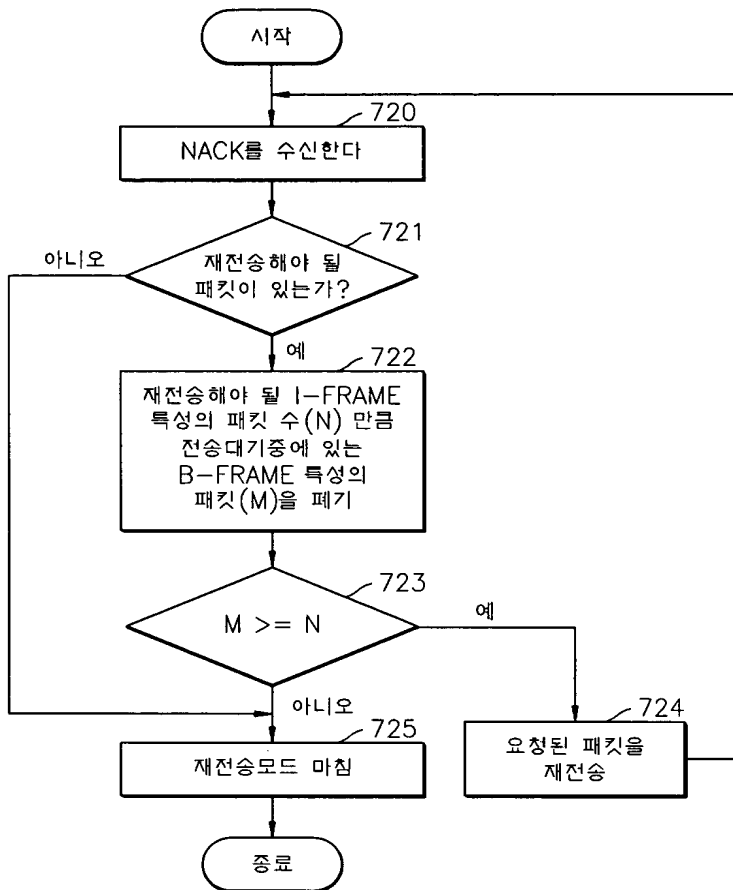 시작
720
NACK를 수신한다
721
아니오
재전송해야 될
패킷이 있는가?
예
722
재전송해야 될 I-FRAME
특성의 패킷 수(N) 만큼
전송대기중에 있는
B-FRAME 특성의
패킷(M)을 폐기
723
M >= N
예
아니오
724
요청된 패킷을
재전송
725
재전송모드 마침
종료